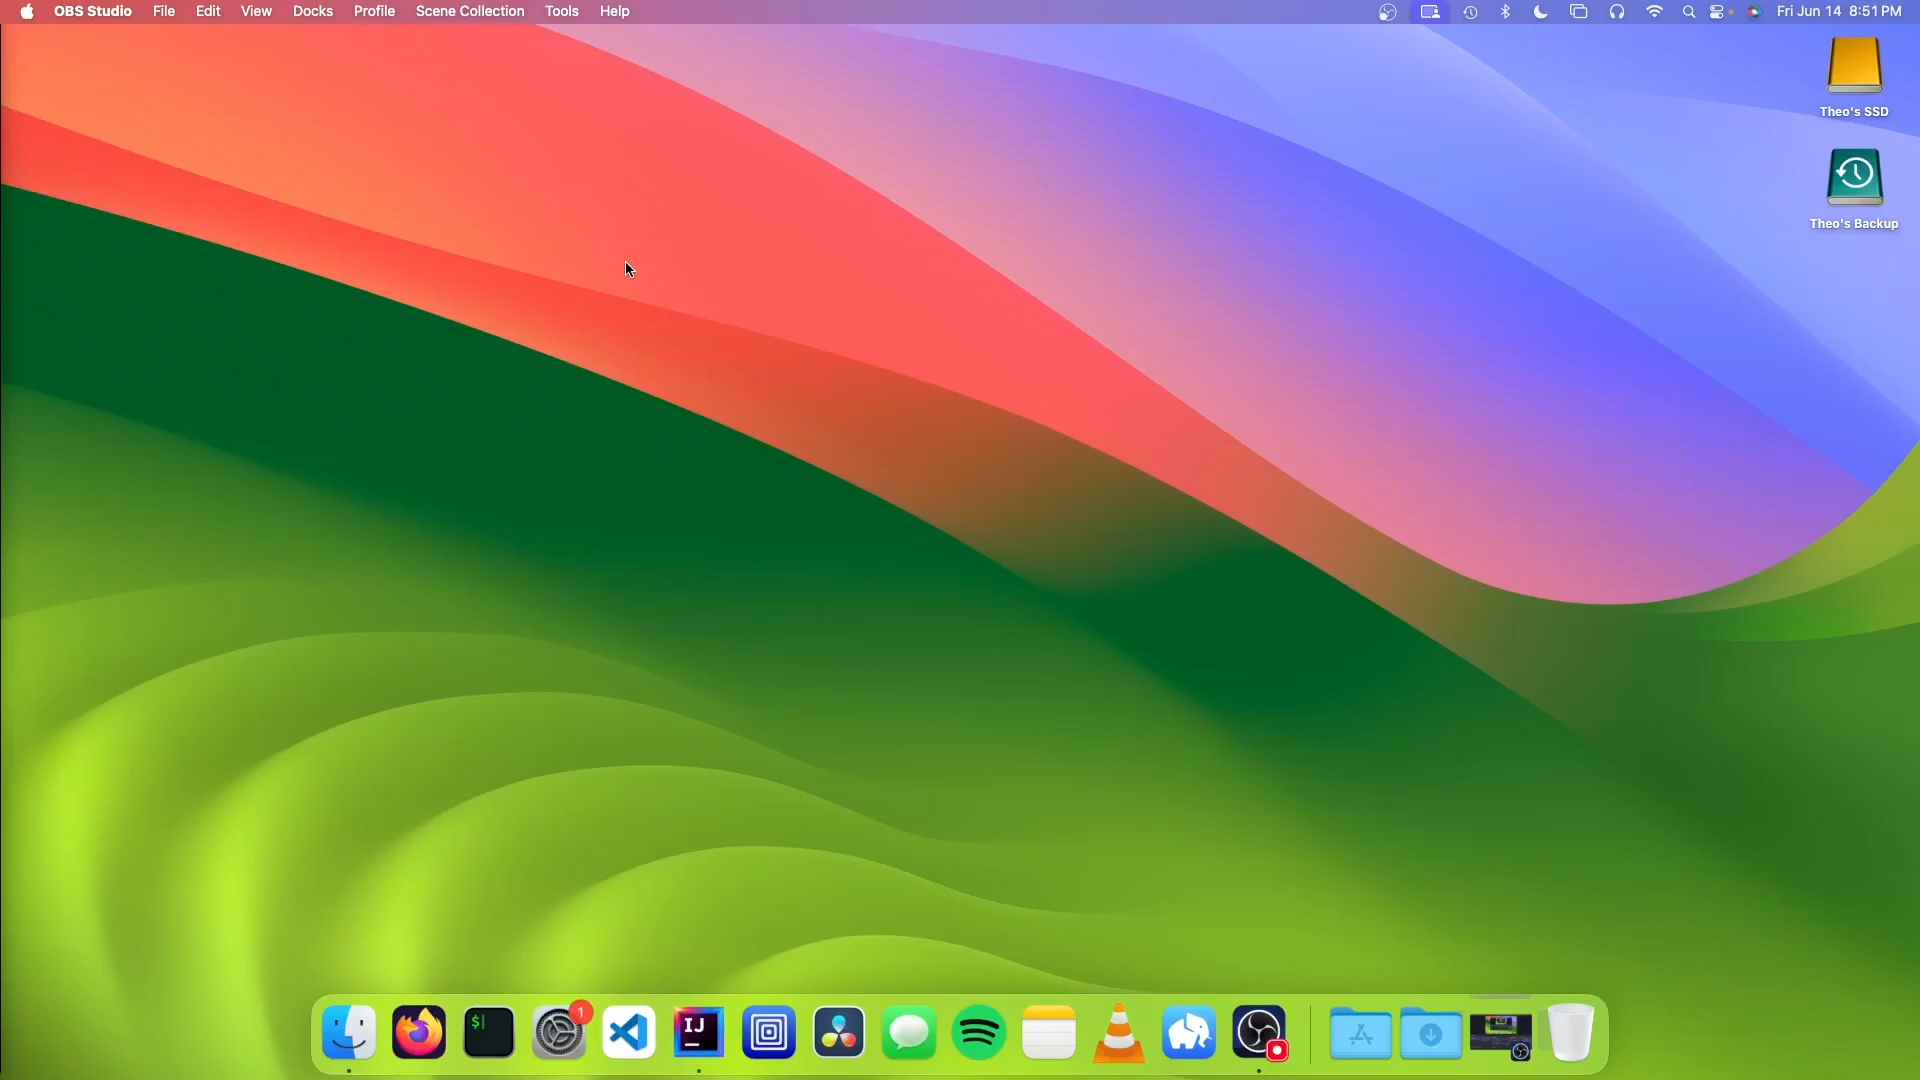 OBS Studio File Edit View Docks Profile Scene Collection Tools Help Fri Jun 14 8:51 PM
Theo's SSD
Theo's Backup
1
$
IJ